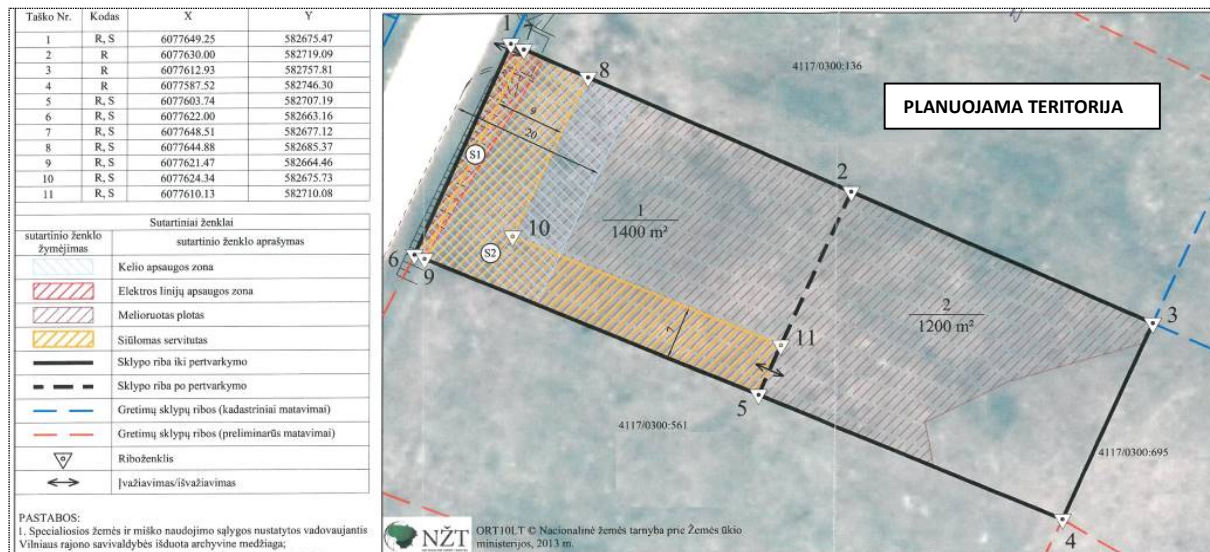 Taško Nr. Kodas X Y
1 R, S 6077649.25 582675.47
2 R 6077630.00 582719.09
3 R 6077612.93 582757.81
4 R 6077587.52 582746.30
5 R, S 6077603.74 582707.19
6 R, S 6077622.00 582663.16
7 R, S 6077648.51 582677.12
8 R, S 6077644.88 582685.37
9 R, S 6077621.47 582664.46
10 R, S 6077624.34 582675.73
11 R, S 6077610.13 582710.08
Sutartiniai ženklai
sutartinio ženklo žymėjimas
sutartinio ženklo aprašymas
Kelio apsaugos zona
Elektros linijų apsaugos zona
Melioruotas plotas
Siūlomas servitutas
Sklypo riba iki pertvarkymo
Sklypo riba po pertvarkymo
Gretimų sklypų ribos (kadastriniai matavimai)
Gretimų sklypų ribos (preliminarūs matavimai)
Riboženklis
Įvažiavimas/išvažiavimas
PASTABOS:
1. Specialiosios žemės ir miško naudojimo sąlygos nustatytos vadovaujantis
Vilniaus rajono savivaldybės išduota archyvine medžiaga;
1
7
8
4117/0300:136
PLANUOJAMA TERITORIJA
9
20
S1
2
1
1400 m²
10
S2
6
9
2
1200 m²
3
7
11
5
4117/0300:561
4117/0300:695
4
NŽT
ORT10LT © Nacionalinė žemės tarnyba prie Žemės ūkio
ministerijos, 2013 m.